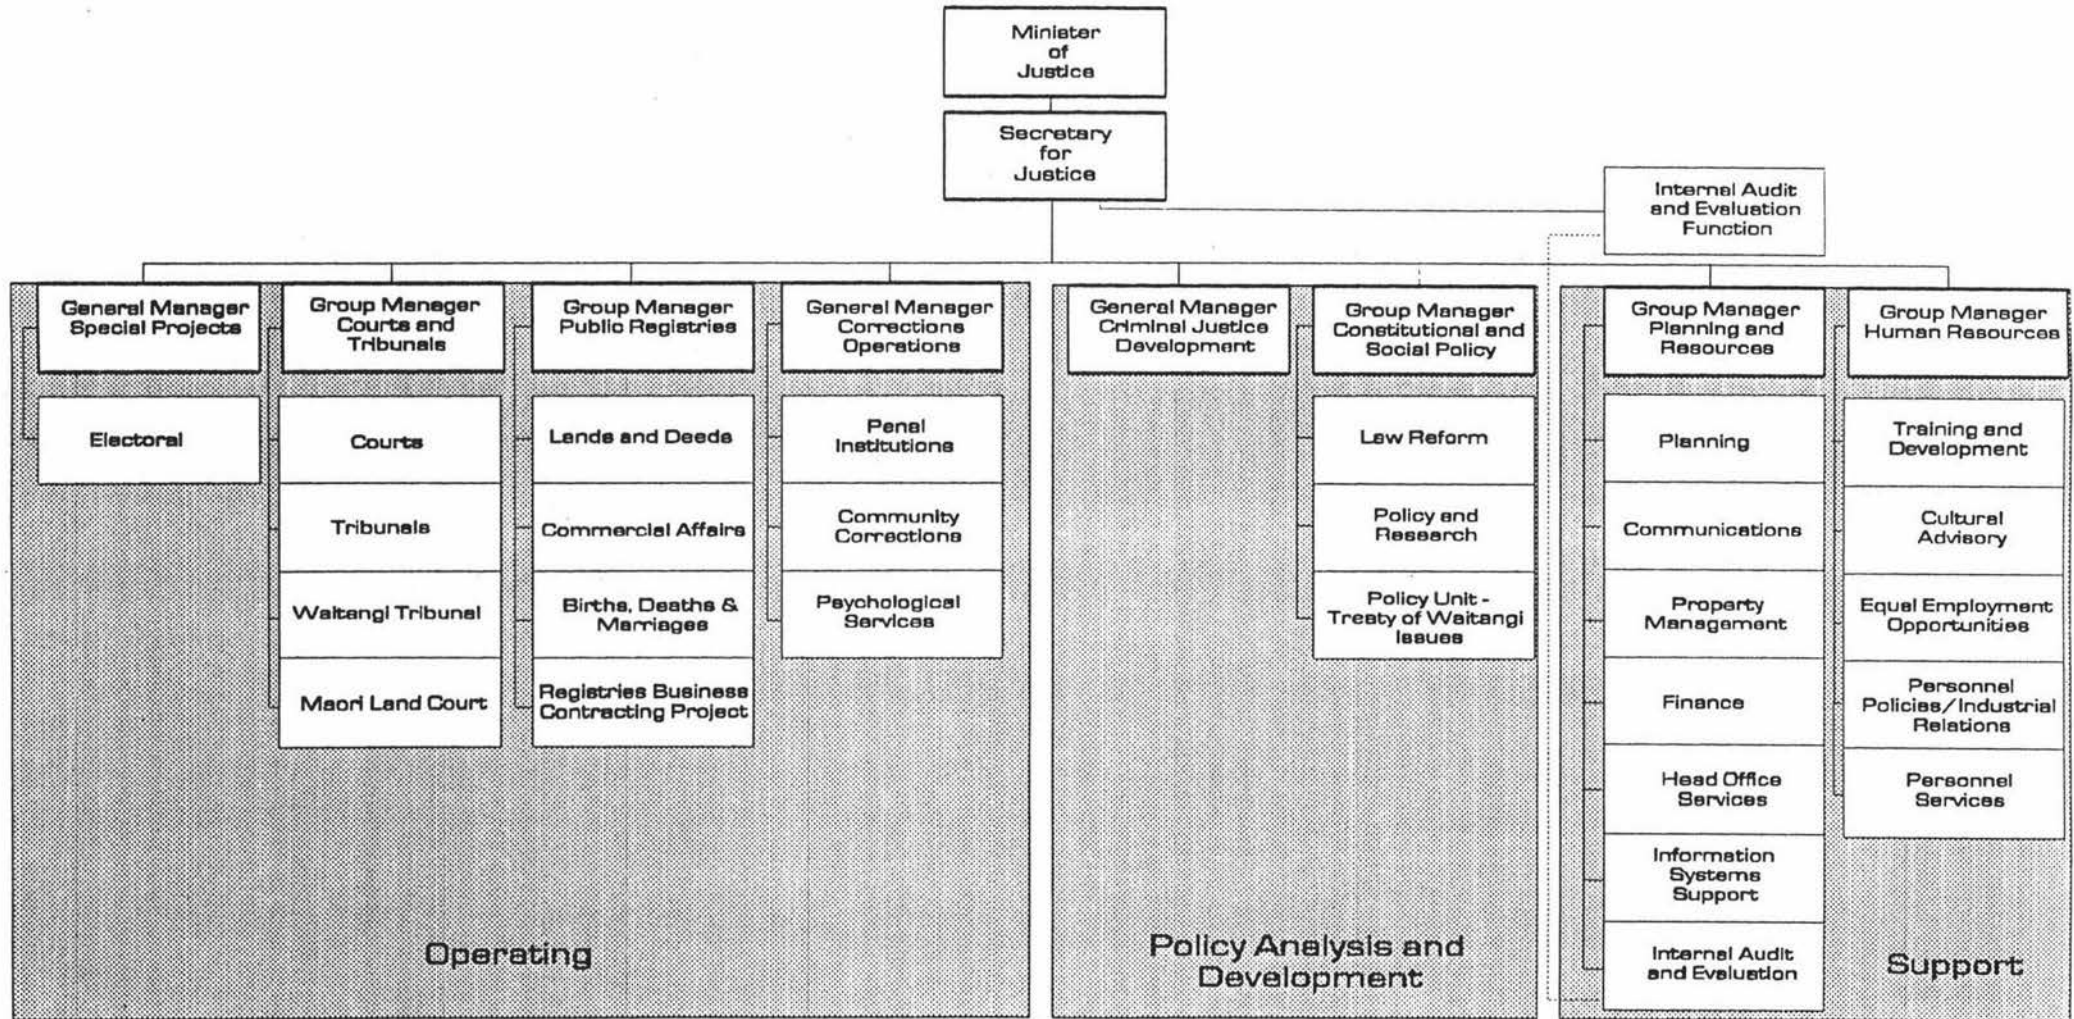 Minister
of
Justice
Secretary
for
Justice
Internal Audit
and Evaluation
Function
General Manager
Special Projects
Electoral
Group Manager
Courts and
Tribunals
Courts
Tribunals
Waitangi Tribunal
Maori Land Court
Group Manager
Public Registries
Lands and Deeds
Commercial Affairs
Births, Deaths &
Marriages
Registries Business
Contracting Project
General Manager
Corrections
Operations
Penal
Institutions
Community
Corrections
Psychological
Services
Operating
General Manager
Criminal Justice
Development
Group Manager
Constitutional and
Social Policy
Law Reform
Policy and
Research
Policy Unit -
Treaty of Waitangi
Issues
Policy Analysis and
Development
Group Manager
Planning and
Resources
Planning
Communications
Property
Management
Finance
Head Office
Services
Information
Systems
Support
Internal Audit
and Evaluation
Group Manager
Human Resources
Training and
Development
Cultural
Advisory
Equal Employment
Opportunities
Personnel
Policies/Industrial
Relations
Personnel
Services
Support